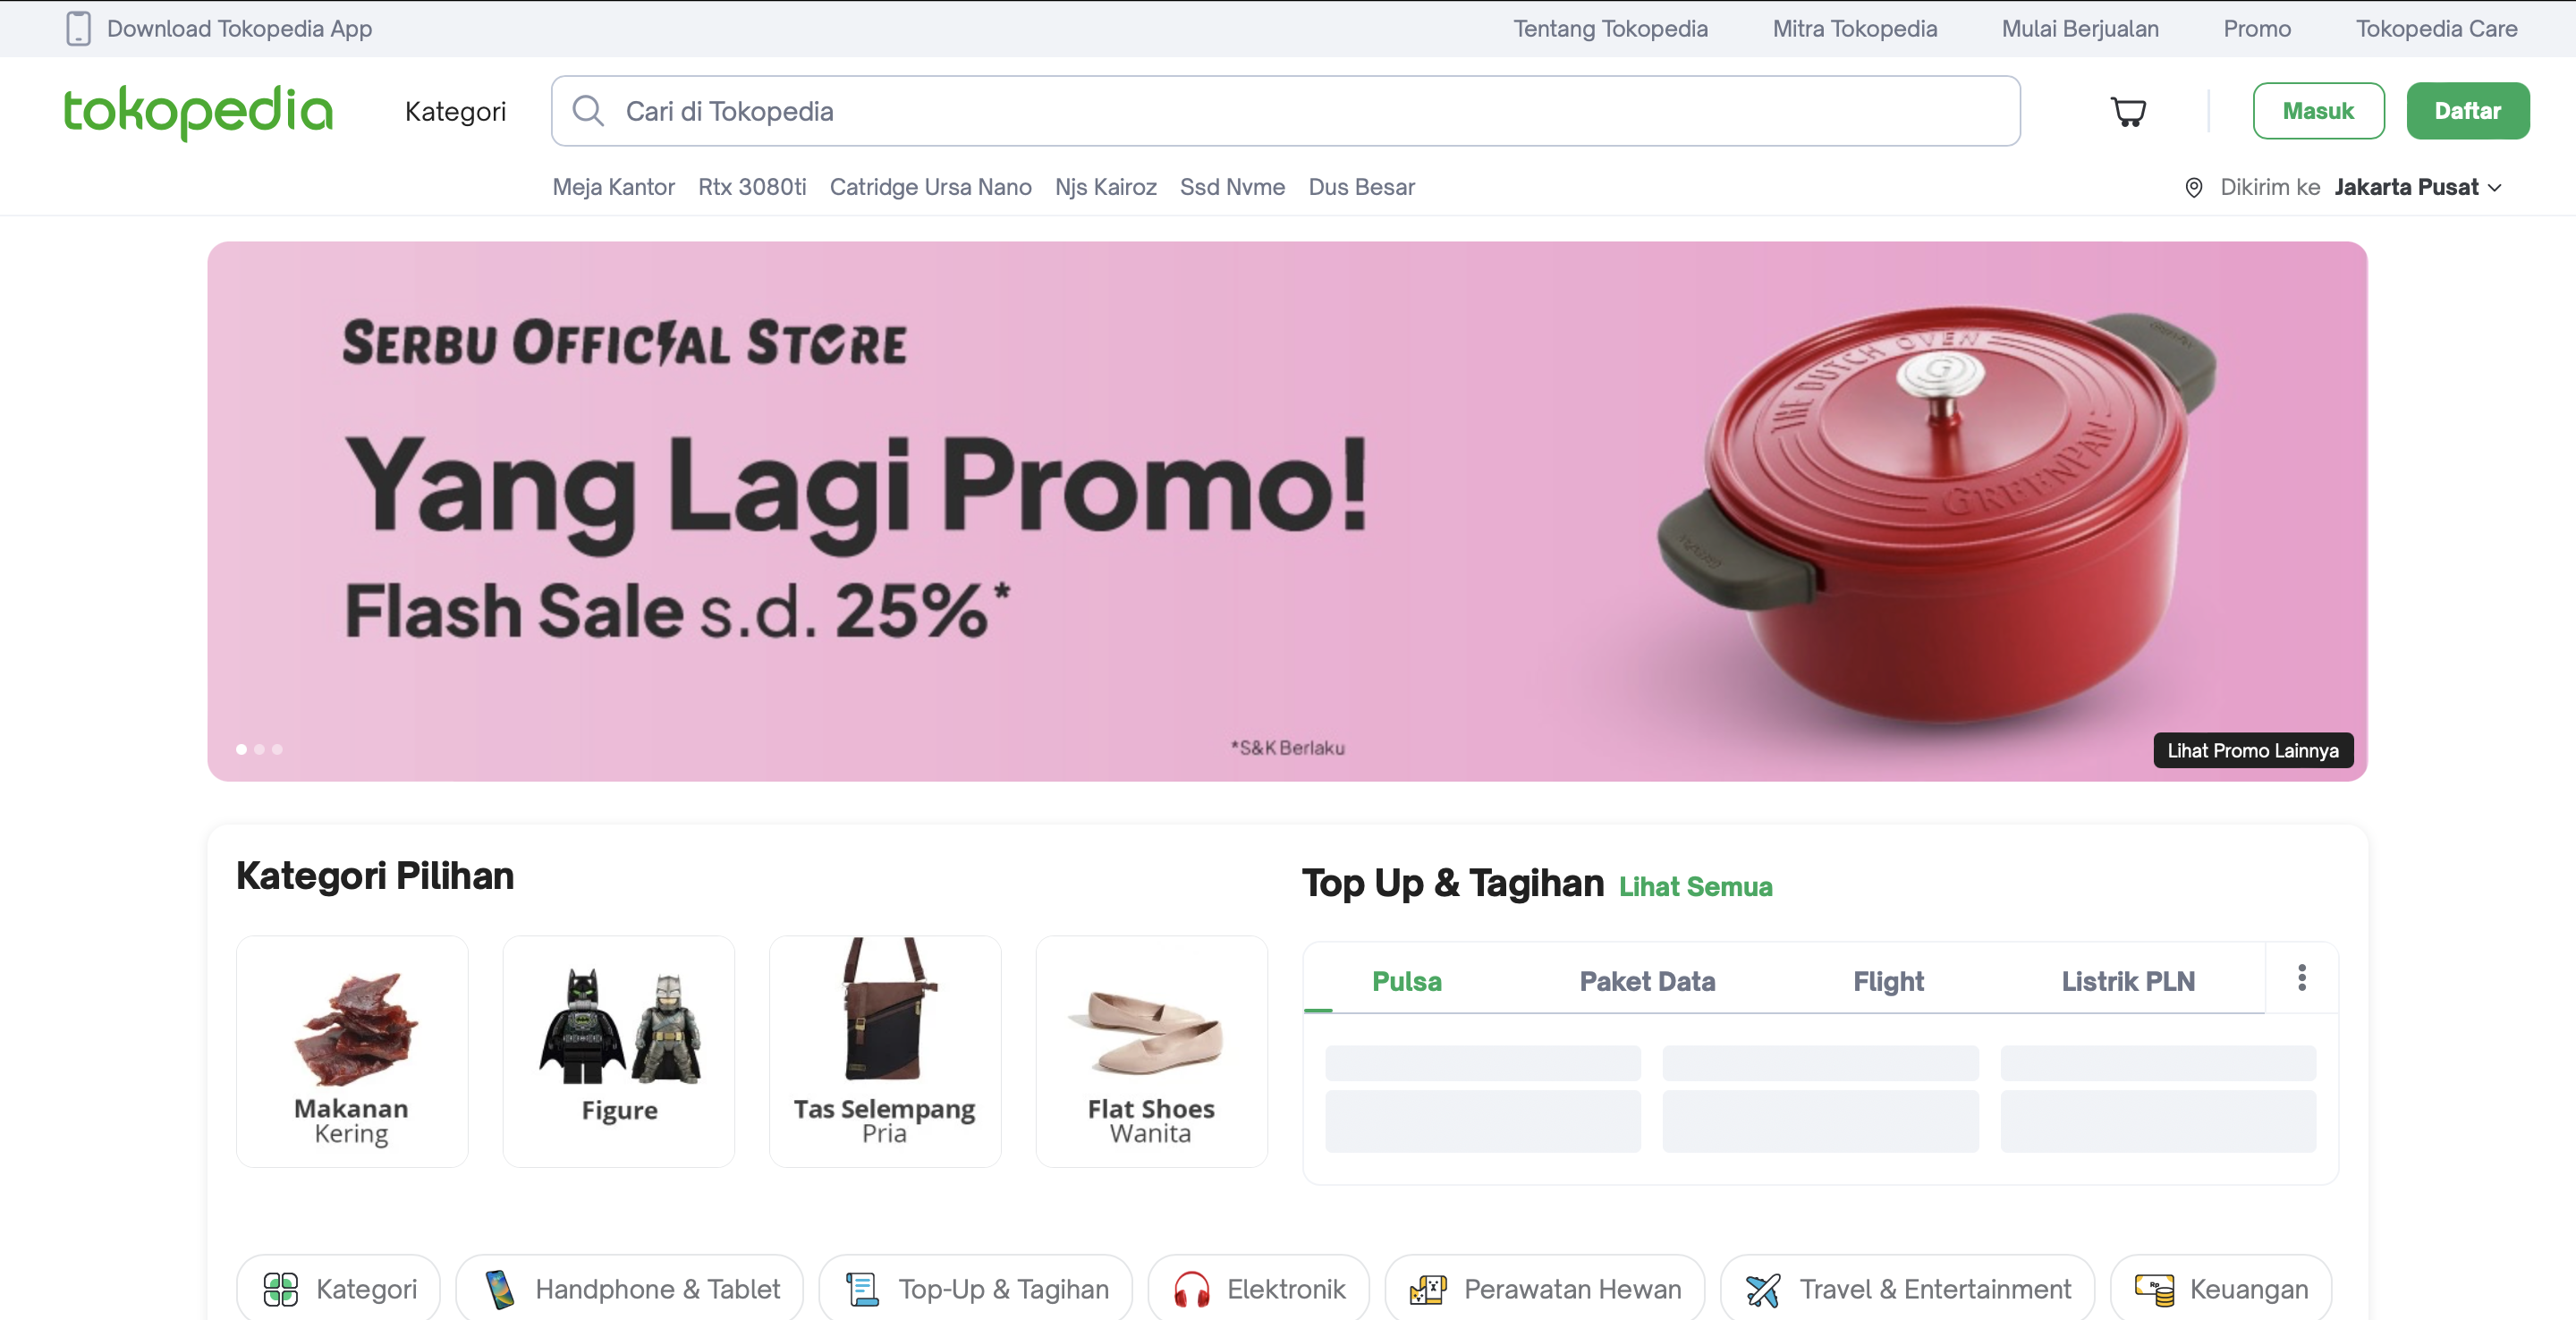 Download Tokopedia App
Tentang Tokopedia
Mitra Tokopedia
Mulai Berjualan
Promo
Tokopedia Care
tokopedia
Kategori
Cari di Tokopedia
Masuk
Daftar
Meja Kantor
Rtx 3080ti
Catridge Ursa Nano
Njs Kairoz
Ssd Nvme
Dus Besar
Dikirim ke Jakarta Pusat
SERBU OFFICIAL STORE
Yang Lagi Promo!
Flash Sale s.d. 25%*
*S&K Berlaku
THE DUTCH OVEN
GREENPAN
Lihat Promo Lainnya
Kategori Pilihan
Makanan
Kering
Figure
Tas Selempang
Pria
Flat Shoes
Wanita
Top Up & Tagihan Lihat Semua
Pulsa
Paket Data
Flight
Listrik PLN
Kategori
Handphone & Tablet
Top-Up & Tagihan
Elektronik
Perawatan Hewan
Travel & Entertainment
Rp
Keuangan